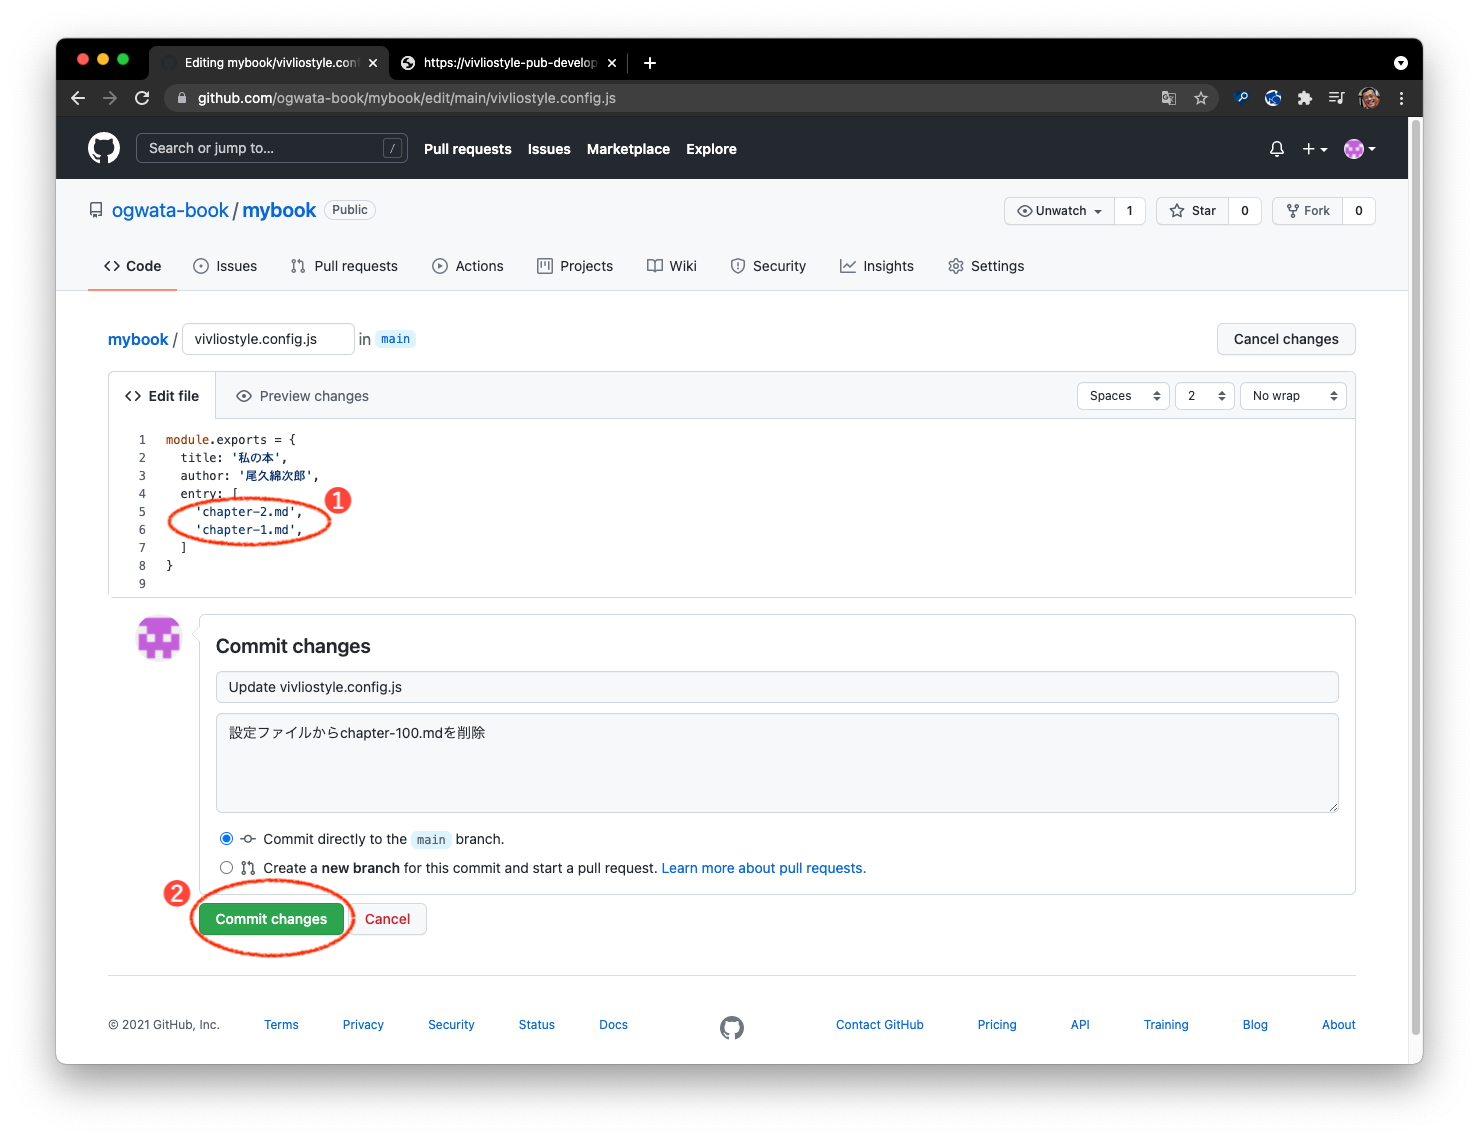 Editing mybook/vivliostyle.conf
https://vivliostyle-pub-develop
github.com/ogwata-book/mybook/edit/main/vivliostyle.config.js
Search or jump to... /
Pull requests Issues Marketplace Explore
ogwata-book / mybook Public
Unwatch 1 Star 0 Fork 0
Code Issues Pull requests Actions Projects Wiki Security Insights Settings
mybook / vivliostyle.config.js in main
Cancel changes
Edit file Preview changes
Spaces 2 No wrap
1 module.exports = {
2 title: '私の本',
3 author: '尾久綿次郎',
4 entry: [
1
5 'chapter-2.md',
6 'chapter-1.md',
7 ]
8 }
9
Commit changes
Update vivliostyle.config.js
設定ファイルからchapter-100.mdを削除
Commit directly to the main branch.
Create a new branch for this commit and start a pull request. Learn more about pull requests.
2
Commit changes Cancel
© 2021 GitHub, Inc. Terms Privacy Security Status Docs Contact GitHub Pricing API Training Blog About